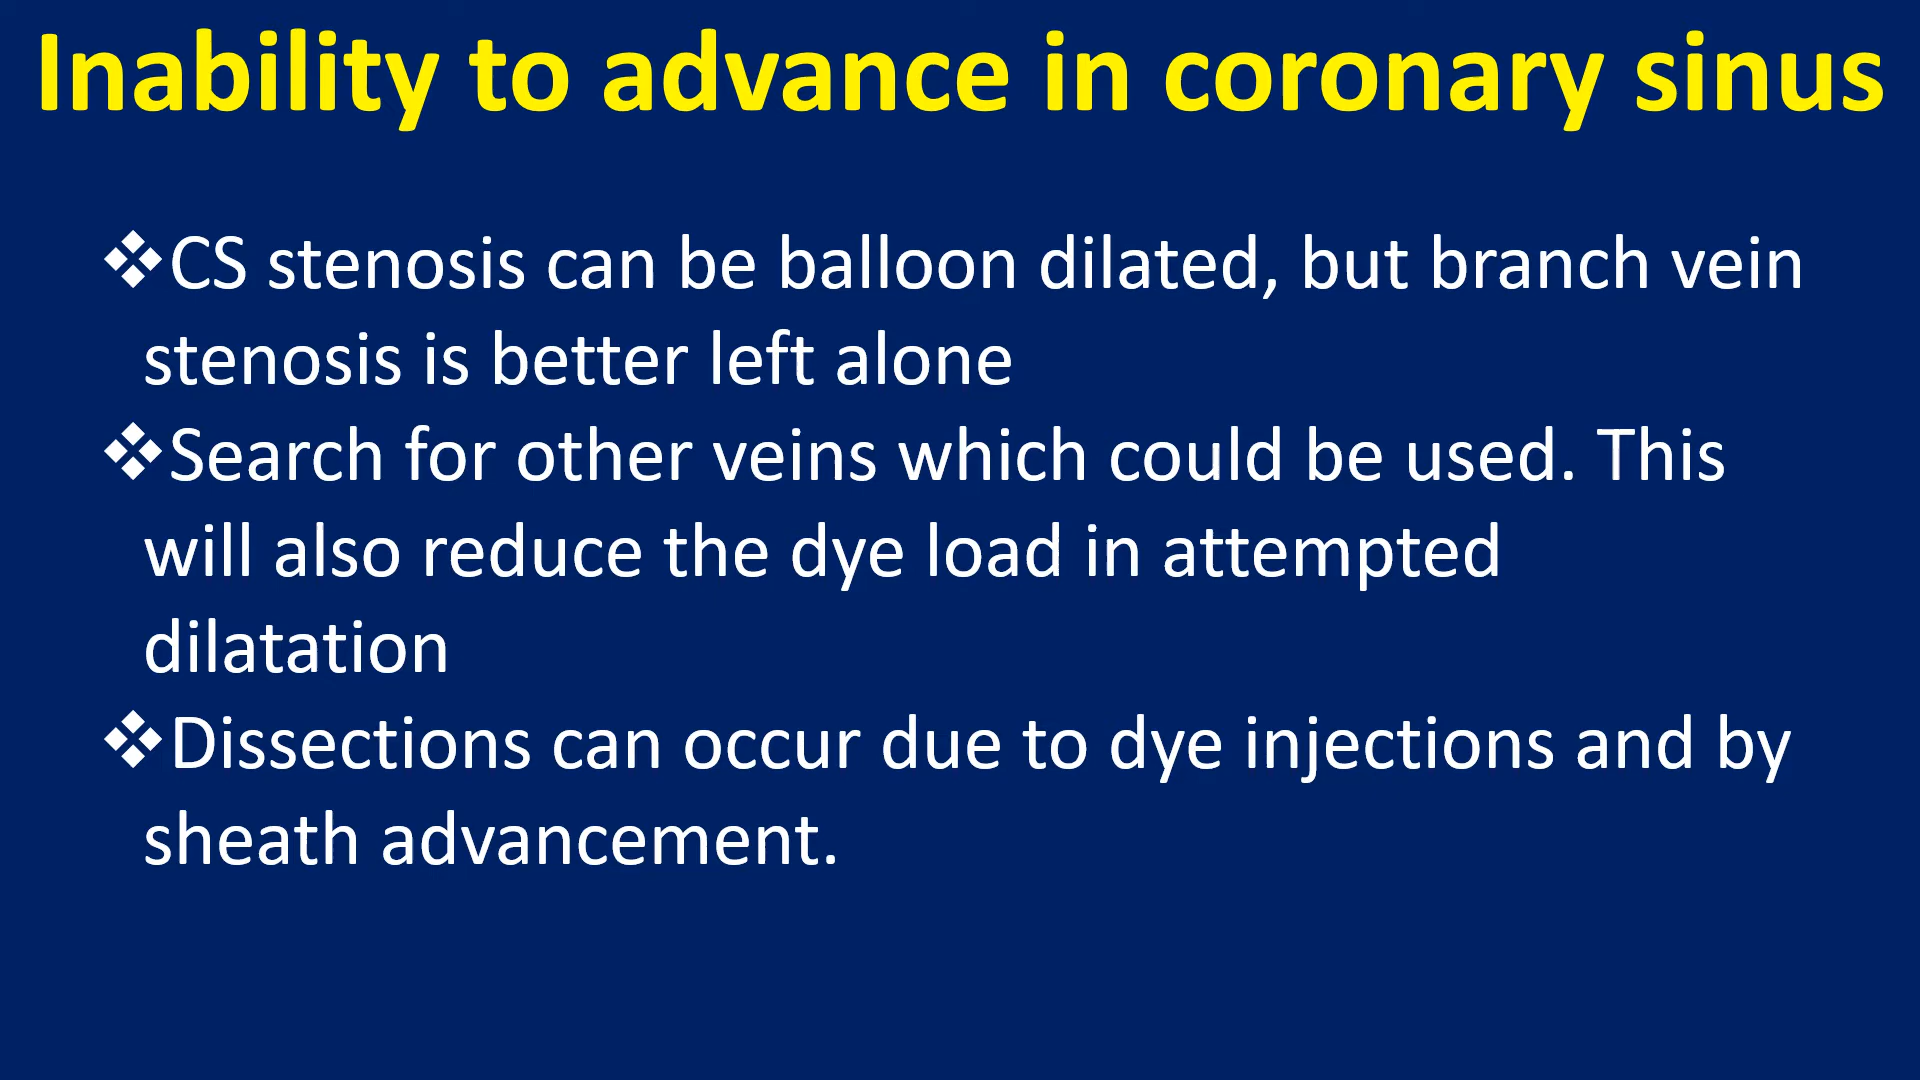 Inability to advance in coronary sinus
❖CS stenosis can be balloon dilated, but branch vein
stenosis is better left alone
❖Search for other veins which could be used. This
will also reduce the dye load in attempted
dilatation
❖Dissections can occur due to dye injections and by
sheath advancement.